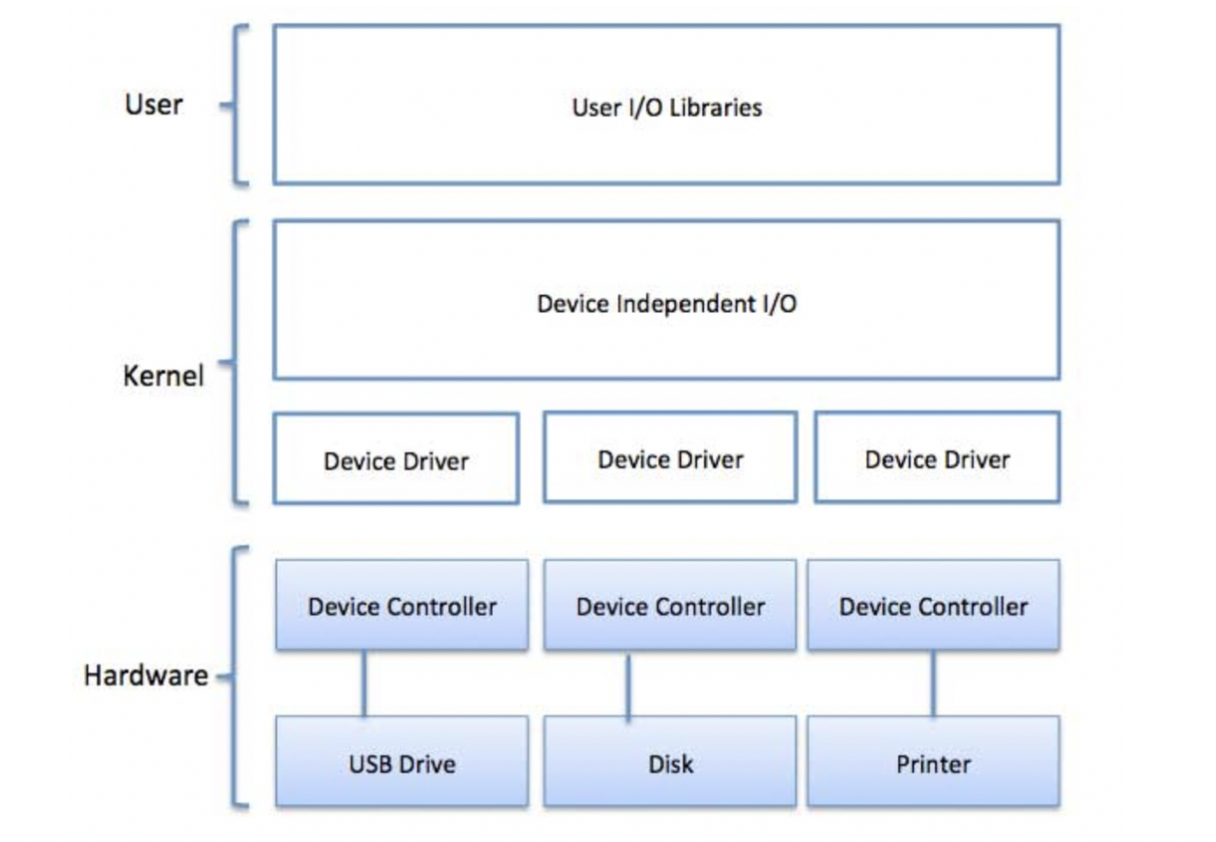 User
User I/O Libraries
Kernel
Device Independent I/O
Device Driver
Device Driver
Device Driver
Hardware
Device Controller
Device Controller
Device Controller
USB Drive
Disk
Printer